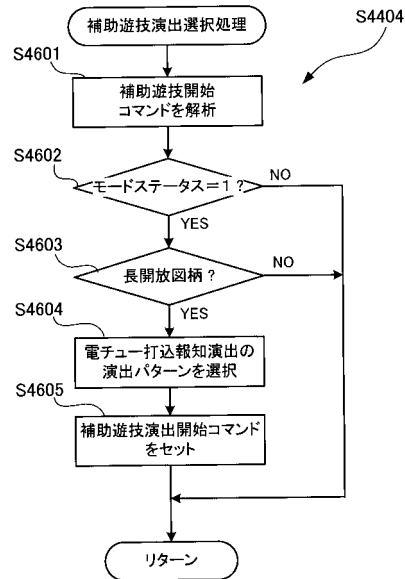 補助遊技演出選択処理
S4404
S4601
補助遊技開始
コマンドを解析
S4602
モードステータス=1?
NO
YES
S4603
長開放図柄?
NO
YES
S4604
電チュー打込報知演出の
演出パターンを選択
S4605
補助遊技演出開始コマンド
をセット
リターン